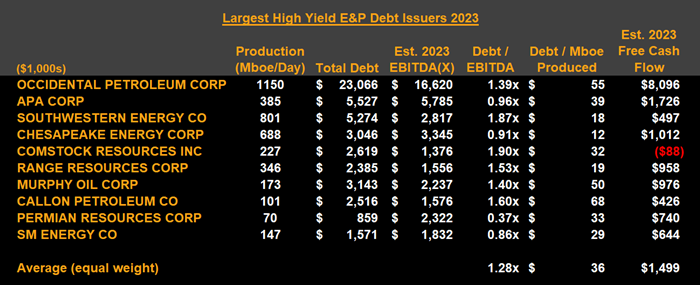 Largest High Yield E&P Debt Issuers 2023
Est. 2023
Production Est. 2023 Debt / Debt / Mboe Free Cash
($1,000s) (Mboe/Day) Total Debt EBITDA(X) EBITDA Produced Flow
OCCIDENTAL PETROLEUM CORP 1150 $ 23,066 $ 16,620 1.39x $ 55 $8,096
APA CORP 385 $ 5,527 $ 5,785 0.96x $ 39 $1,726
SOUTHWESTERN ENERGY CO 801 $ 5,274 $ 2,817 1.87x $ 18 $497
CHESAPEAKE ENERGY CORP 688 $ 3,046 $ 3,345 0.91x $ 12 $1,012
COMSTOCK RESOURCES INC 227 $ 2,619 $ 1,376 1.90x $ 32 ($88)
RANGE RESOURCES CORP 346 $ 2,385 $ 1,556 1.53x $ 19 $958
MURPHY OIL CORP 173 $ 3,143 $ 2,237 1.40x $ 50 $976
CALLON PETROLEUM CO 101 $ 2,516 $ 1,576 1.60x $ 68 $426
PERMIAN RESOURCES CORP 70 $ 859 $ 2,322 0.37x $ 33 $740
SM ENERGY CO 147 $ 1,571 $ 1,832 0.86x $ 29 $644
Average (equal weight) 1.28x $ 36 $1,499